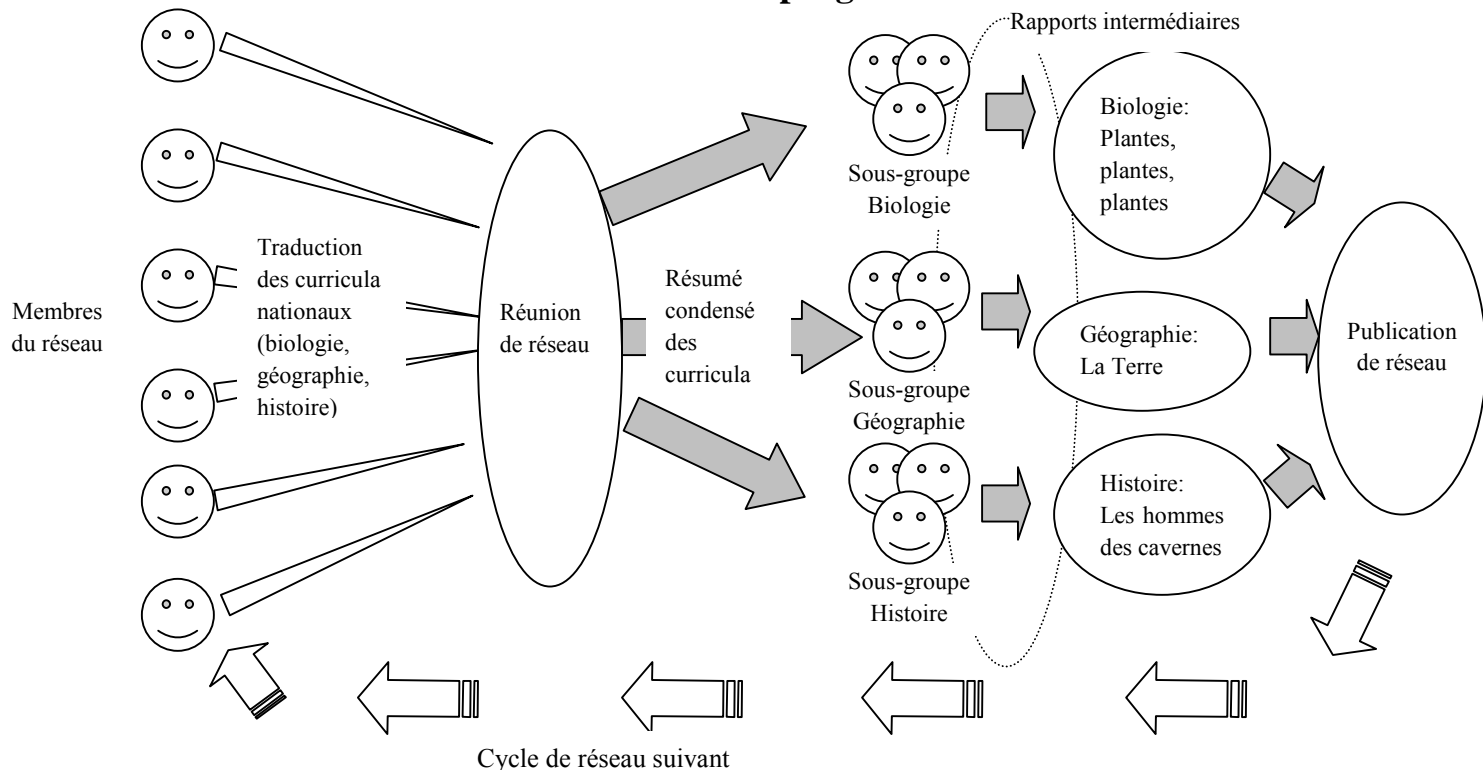 Rapports intermédiaires
Membres
du réseau
Traduction
des curricula
nationaux
(biologie,
géographie,
histoire)
Réunion
de réseau
Résumé
condensé
des
curricula
Sous-groupe
Biologie
Sous-groupe
Géographie
Sous-groupe
Histoire
Biologie:
Plantes,
plantes,
plantes
Géographie:
La Terre
Histoire:
Les hommes
des cavernes
Publication
de réseau
Cycle de réseau suivant